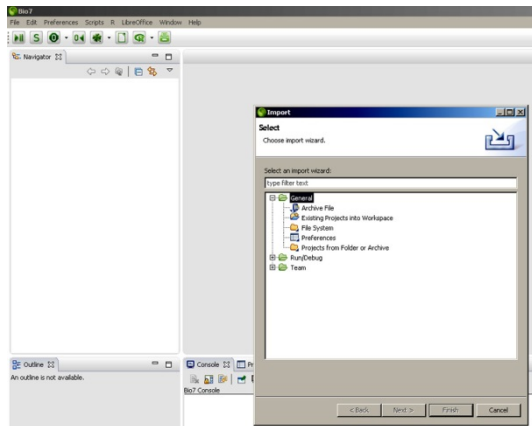 Bio7
File Edit Preferences Scripts R LibreOffice Window Help
Navigator
Import
Select
Choose import wizard.
Select an import wizard:
type filter text
General
Archive File
Existing Projects into Workspace
File System
Preferences
Projects from Folder or Archive
Run/Debug
Team
Outline
An outline is not available.
Console
Bio7 Console
< Back Next > Finish Cancel